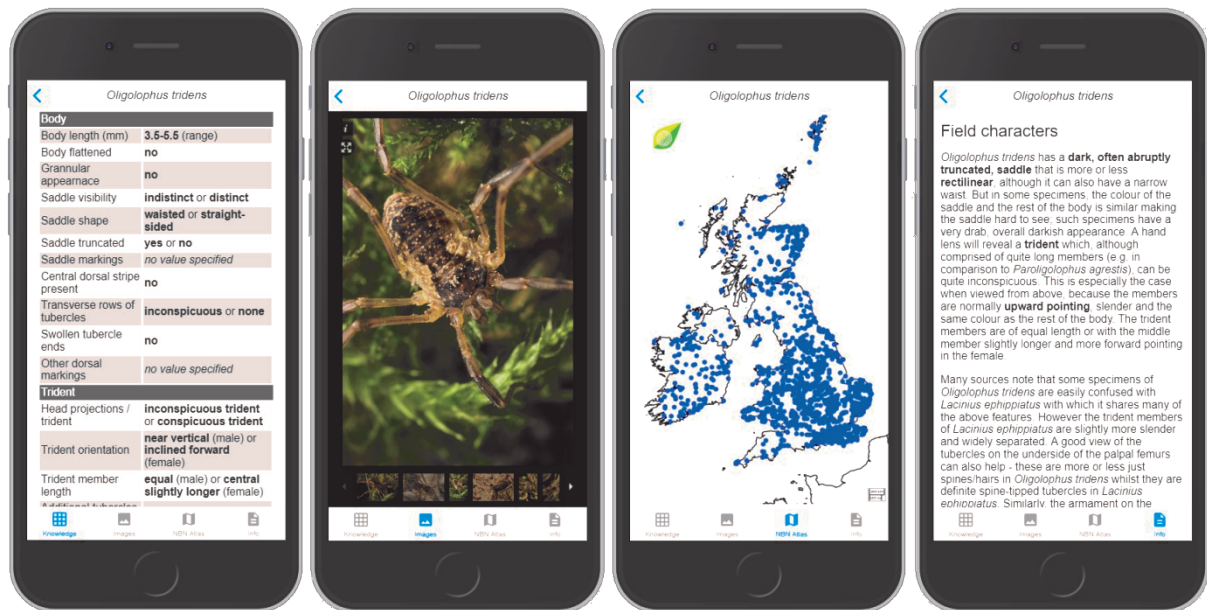 Oligolophus tridens
Body
Body length (mm) 3.5-5.5 (range)
Body flattened no
Grannular
appearnace no
Saddle visibility indistinct or distinct
Saddle shape waisted or straight-
sided
Saddle truncated yes or no
Saddle markings no value specified
Central dorsal stripe
present no
Transverse rows of
tubercles inconspicuous or none
Swollen tubercle
ends no
Other dorsal
markings no value specified
Trident
Head projections /
trident inconspicuous trident
or conspicuous trident
Trident orientation near vertical (male) or
inclined forward
(female)
Trident member
length equal (male) or central
slightly longer (female)
Additional tubercles
Knowledge Images NBN Atlas Info
Oligolophus tridens
i
Knowledge Images NBN Atlas Info
Oligolophus tridens
Knowledge Images NBN Atlas Info
Oligolophus tridens
Field characters
Oligolophus tridens has a dark, often abruptly
truncated, saddle that is more or less
rectilinear, although it can also have a narrow
waist. But in some specimens, the colour of the
saddle and the rest of the body is similar making
the saddle hard to see; such specimens have a
very drab, overall darkish appearance. A hand
lens will reveal a trident which, although
comprised of quite long members (e.g. in
comparison to Paroligolophus agrestis), can be
quite inconspicuous. This is especially the case
when viewed from above, because the members
are normally upward pointing, slender and the
same colour as the rest of the body. The trident
members are of equal length or with the middle
member slightly longer and more forward pointing
in the female.
Many sources note that some specimens of
Oligolophus tridens are easily confused with
Lacinius ephippiatus with which it shares many of
the above features. However the trident members
of Lacinius ephippiatus are slightly more slender
and widely separated. A good view of the
tubercles on the underside of the palpal femurs
can also help - these are more or less just
spines/hairs in Oligolophus tridens whilst they are
definite spine-tipped tubercles in Lacinius
ephippiatus. Similarly, the armament on the
Knowledge Images NBN Atlas Info